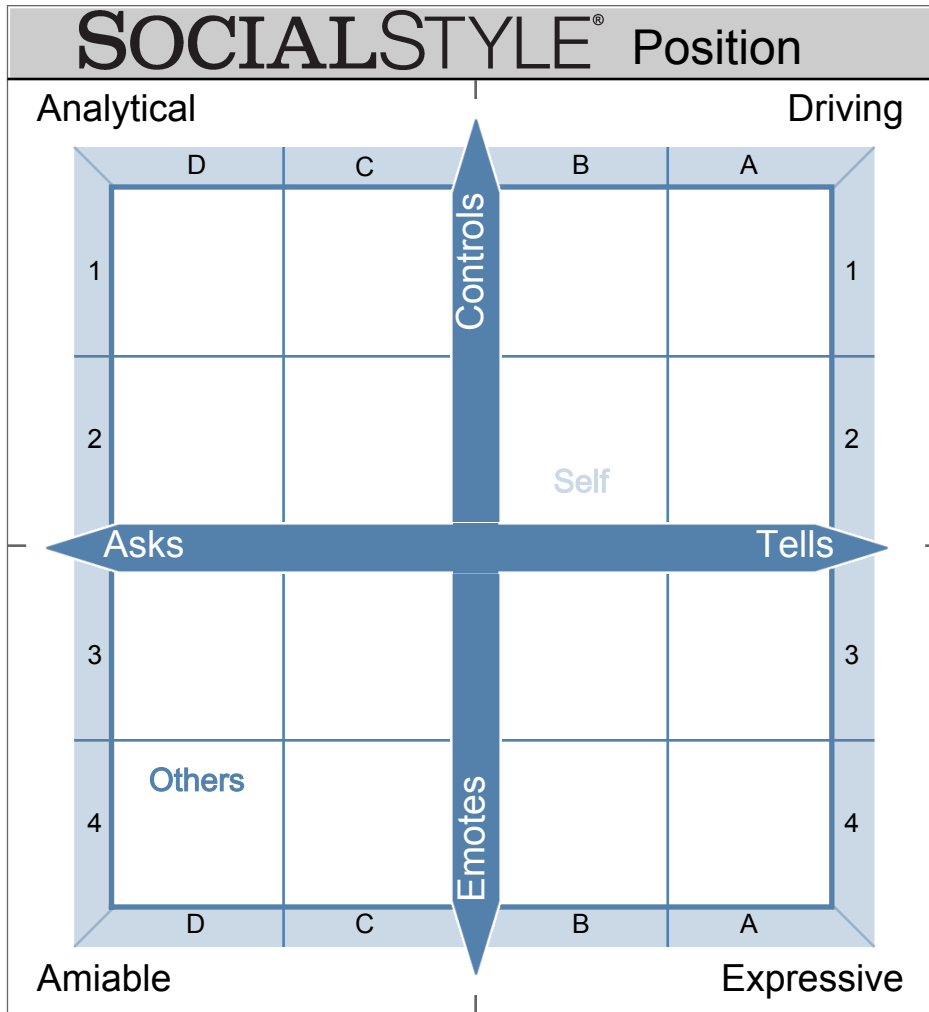 SOCIALSTYLE® Position
Analytical Driving
D C B A
Controls
1 1
2 2
Self
Asks Tells
3 3
Others
Emotes
4 4
D C B A
Amiable Expressive